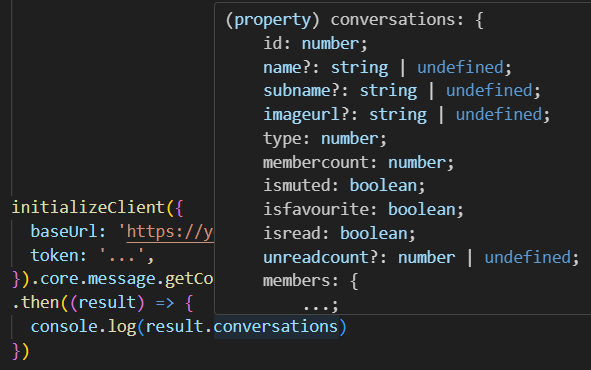 (property) conversations: {
id: number;
name?: string | undefined;
subname?: string | undefined;
imageurl?: string | undefined;
type: number;
membercount: number;
ismuted: boolean;
isfavourite: boolean;
isread: boolean;
unreadcount?: number | undefined;
members: {
...;
initializeClient({
baseUrl: 'https://y
token: '...',
}).core.message.getCo
.then((result) => {
console.log(result.conversations)
})